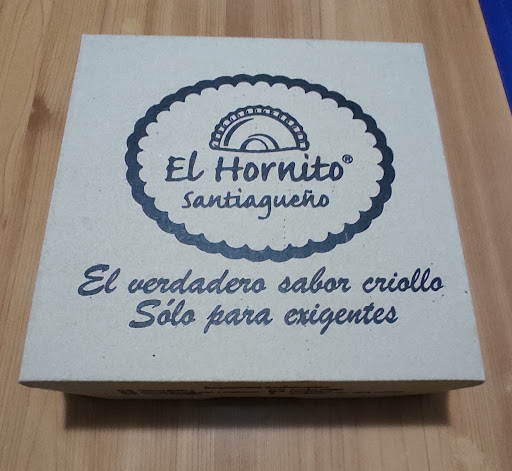 El Hornito®
Santiagueño
El verdadero sabor criollo
Sólo para exigentes